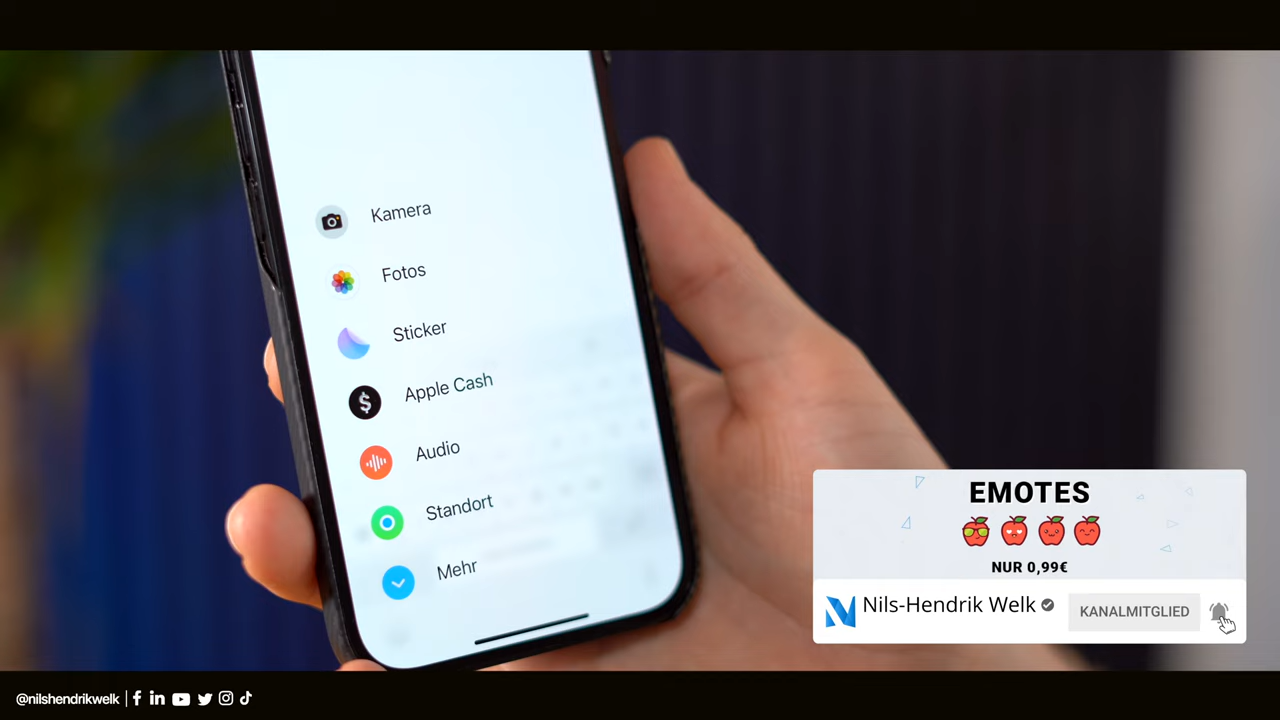 Kamera
Fotos
Sticker
Apple Cash
Audio
Standort
Mehr
EMOTES
NUR 0,99€
Nils-Hendrik Welk
KANALMITGLIED
@nilshendrikwelk